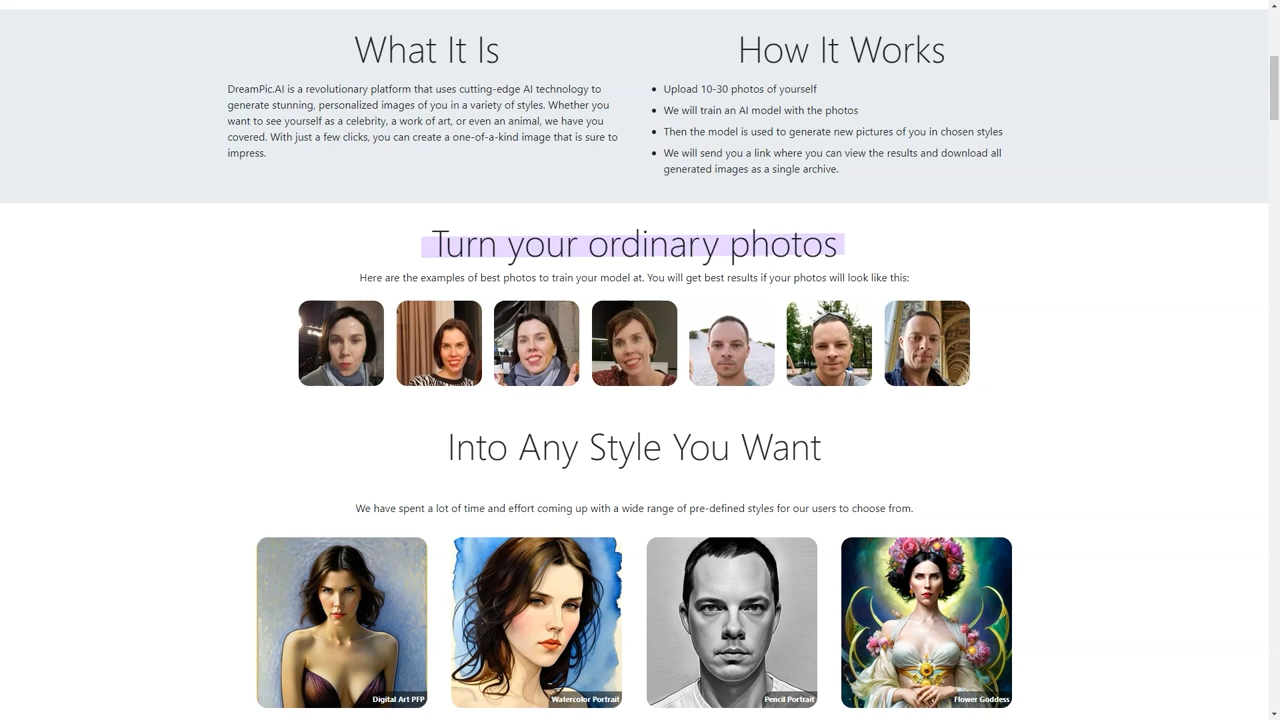 What It Is
DreamPic.AI is a revolutionary platform that uses cutting-edge AI technology to
generate stunning, personalized images of you in a variety of styles. Whether you
want to see yourself as a celebrity, a work of art, or even an animal, we have you
covered. With just a few clicks, you can create a one-of-a-kind image that is sure to
impress.
How It Works
• Upload 10-30 photos of yourself
• We will train an AI model with the photos
• Then the model is used to generate new pictures of you in chosen styles
• We will send you a link where you can view the results and download all
generated images as a single archive.
Turn your ordinary photos
Here are the examples of best photos to train your model at. You will get best results if your photos will look like this:
Into Any Style You Want
We have spent a lot of time and effort coming up with a wide range of pre-defined styles for our users to choose from.
Digital Art PFP
Watercolor Portrait
Pencil Portrait
Flower Goddess